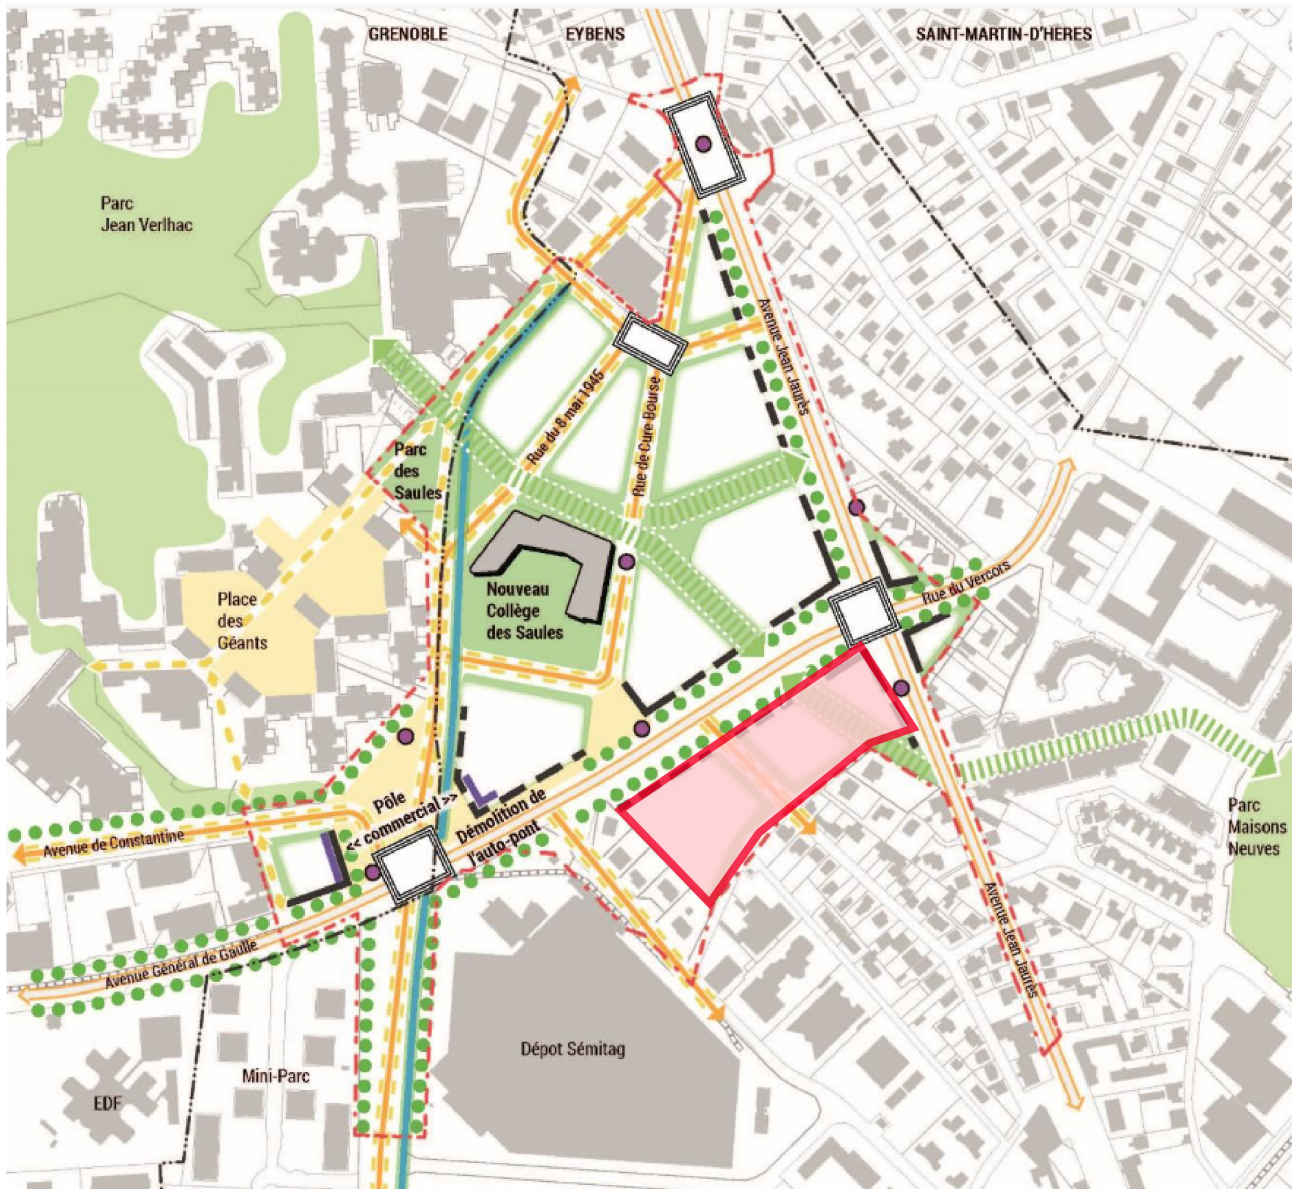 GRENOBLE
EYBENS
SAINT-MARTIN-D'HERES
Parc
Jean Verlhac
Avenue Jean Jaurès
Rue du 8 mai 1945
Rue de Cure Bourse
Parc
des
Saules
Nouveau
Collège
des Saules
Rue du Vercors
Place
des
Géants
Pôle
<< commercial >>
Démolition de
l'auto-pont
Avenue de Constantine
Parc
Maisons
Neuves
Avenue Jean Jaurès
Avenue Général de Gaulle
Dépot Sémitag
Mini-Parc
EDF